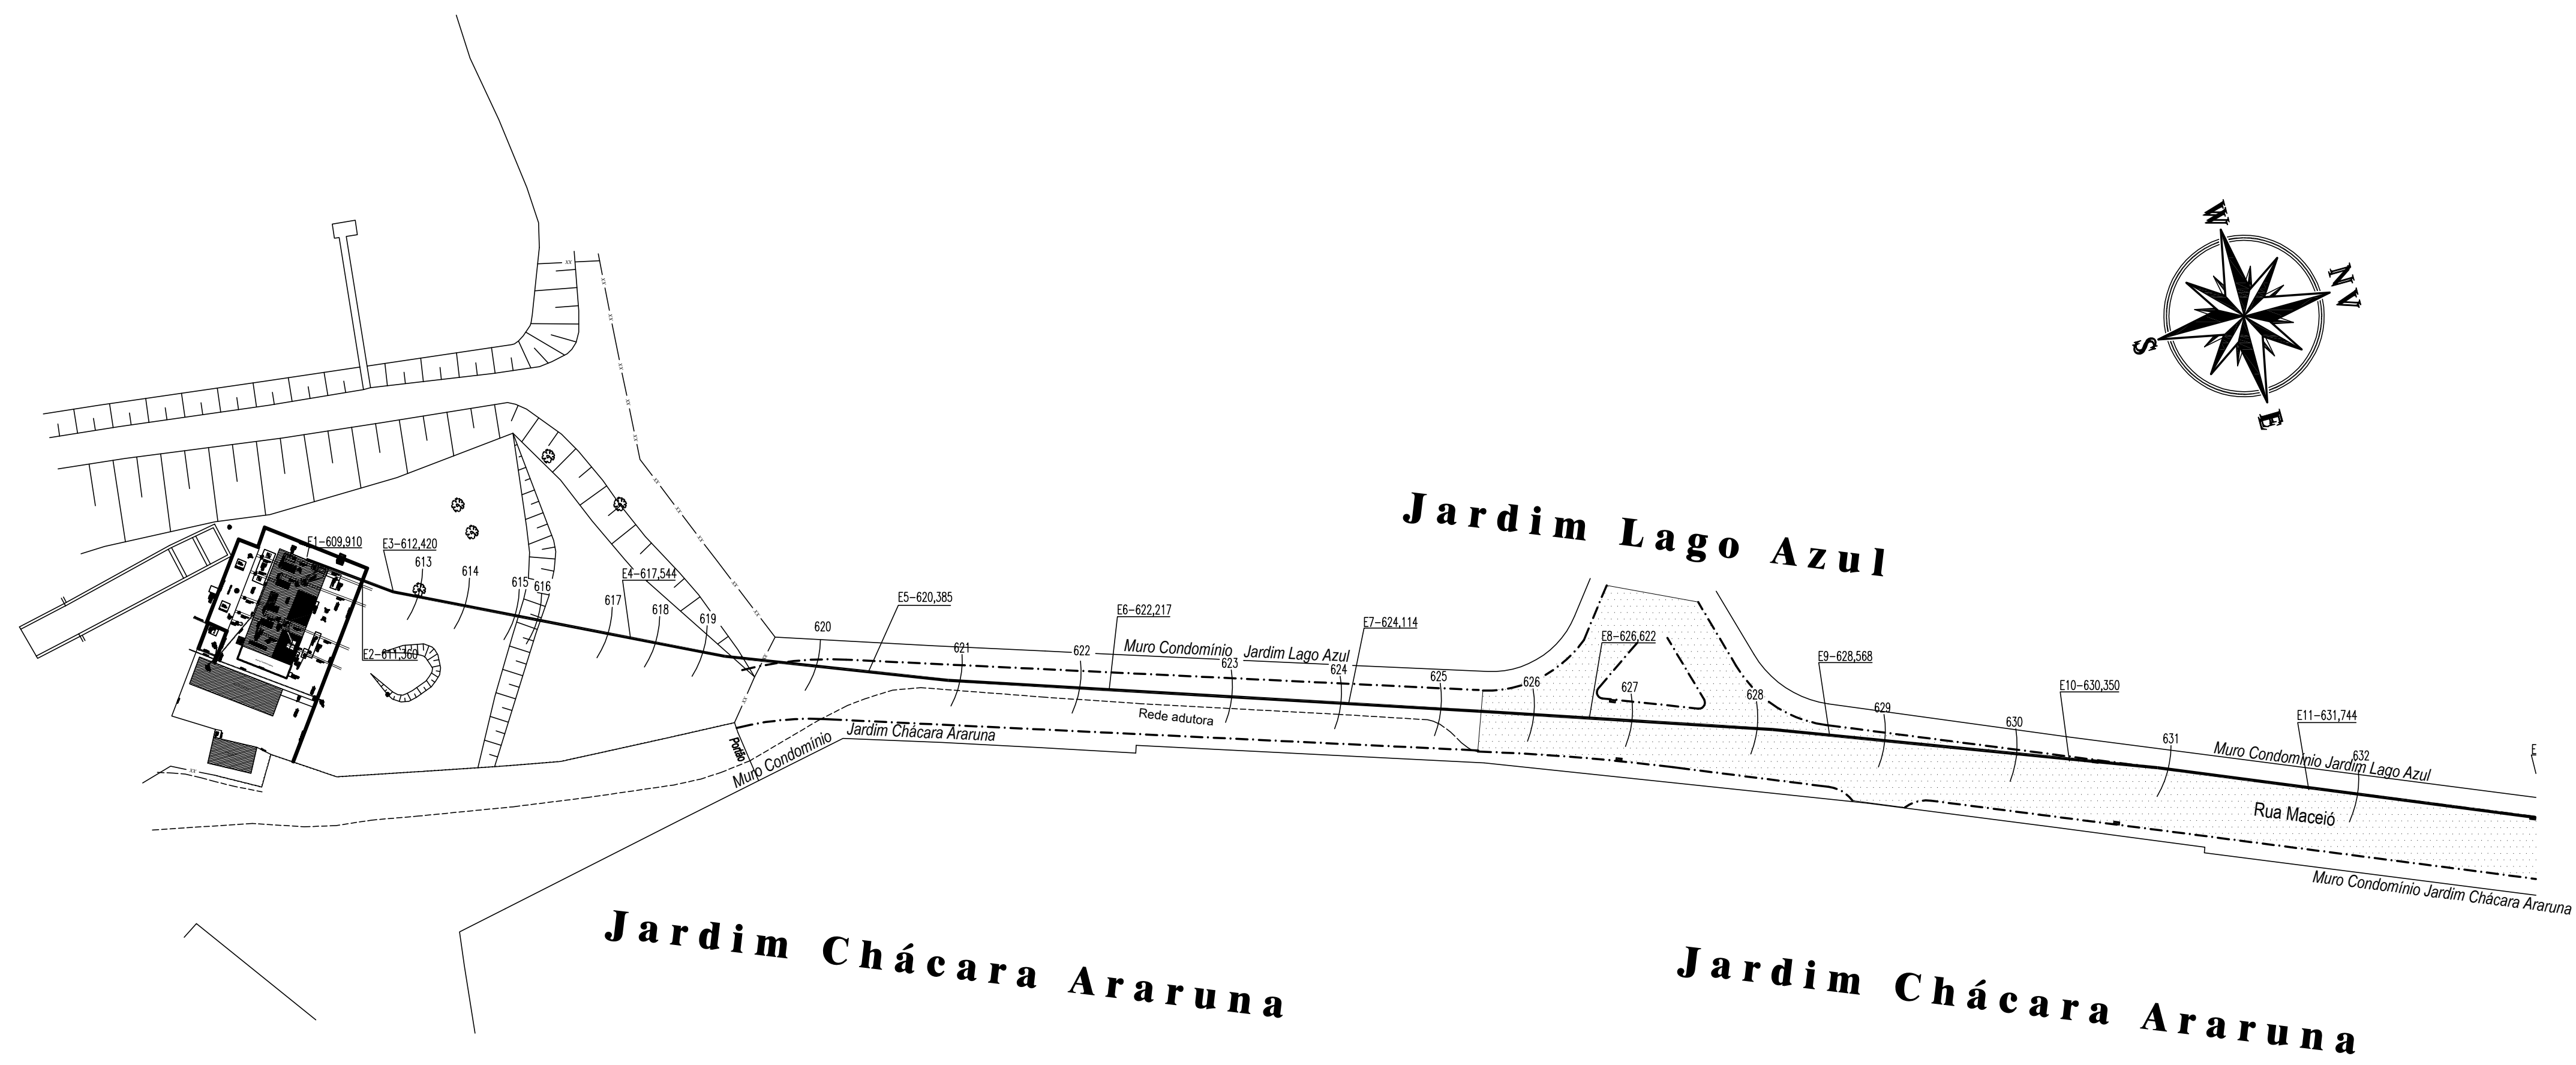 W
NV
S
E
Jardim Lago Azul
E1-609,910
E3-612,420
613
614
615
616
E4-617,544
617
618
619
E2-611,360
620
E5-620,385
621
622
E6-622,217
Muro Condomínio Jardim Lago Azul
623
E7-624,114
624
625
626
E8-626,622
627
628
E9-628,568
629
630
E10-630,350
631
E11-631,744
632
E
Muro Condomínio Jardim Lago Azul
Rede adutora
Portão
Muro Condomínio Jardim Chácara Araruna
Rua Maceió
Muro Condomínio Jardim Chácara Araruna
Jardim Chácara Araruna
Jardim Chácara Araruna